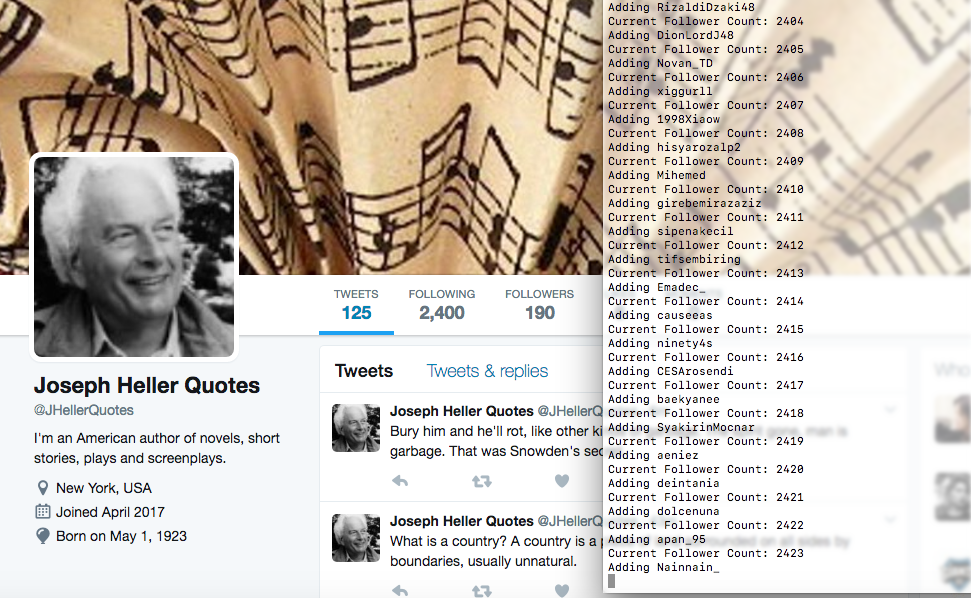 TWEETS
125
FOLLOWING
2,400
FOLLOWERS
190
Joseph Heller Quotes
@JHellerQuotes
I'm an American author of novels, short
stories, plays and screenplays.
New York, USA
Joined April 2017
Born on May 1, 1923
Tweets
Tweets & replies
Joseph Heller Quotes @JHellerQ
Bury him and he'll rot, like other ki
garbage. That was Snowden's sec
Joseph Heller Quotes @JHellerQ
What is a country? A country is a p
boundaries, usually unnatural.
Adding RizaldiDzaki48
Current Follower Count: 2404
Adding DionLordJ48
Current Follower Count: 2405
Adding Novan_TD
Current Follower Count: 2406
Adding xiggurll
Current Follower Count: 2407
Adding 1998Xiaow
Current Follower Count: 2408
Adding hisyarozalp2
Current Follower Count: 2409
Adding Mihemed
Current Follower Count: 2410
Adding girebemirazaziz
Current Follower Count: 2411
Adding sipenakecil
Current Follower Count: 2412
Adding tifsembiring
Current Follower Count: 2413
Adding Emadec_
Current Follower Count: 2414
Adding causeeas
Current Follower Count: 2415
Adding ninety4s
Current Follower Count: 2416
Adding CESArosendi
Current Follower Count: 2417
Adding baekyanee
Current Follower Count: 2418
Adding SyakirinMocnar
Current Follower Count: 2419
Adding aeniez
Current Follower Count: 2420
Adding deintania
Current Follower Count: 2421
Adding dolcenuna
Current Follower Count: 2422
Adding apan_95
Current Follower Count: 2423
Adding Nainnain_